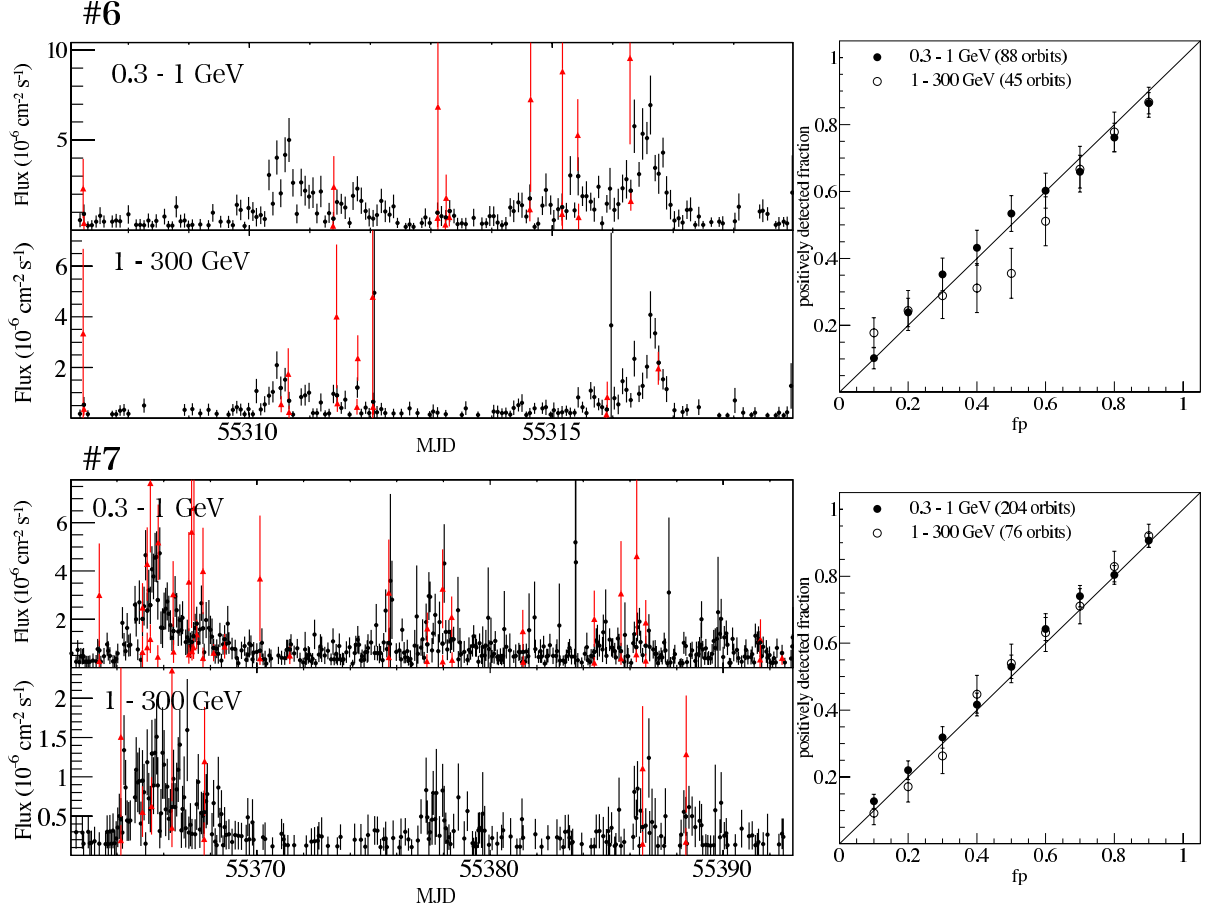 #6
10
5
Flux (10⁻⁶ cm⁻² s⁻¹)
0.3 - 1 GeV
6
4
2
Flux (10⁻⁶ cm⁻² s⁻¹)
1 - 300 GeV
55310
55315
MJD
1
0.8
0.6
0.4
0.2
positively detected fraction
0.3 - 1 GeV (88 orbits)
1 - 300 GeV (45 orbits)
0
0.2
0.4
0.6
0.8
1
fp
#7
6
4
2
Flux (10⁻⁶ cm⁻² s⁻¹)
0.3 - 1 GeV
2
1.5
1
0.5
Flux (10⁻⁶ cm⁻² s⁻¹)
1 - 300 GeV
55370
55380
55390
MJD
1
0.8
0.6
0.4
0.2
positively detected fraction
0.3 - 1 GeV (204 orbits)
1 - 300 GeV (76 orbits)
0
0.2
0.4
0.6
0.8
1
fp